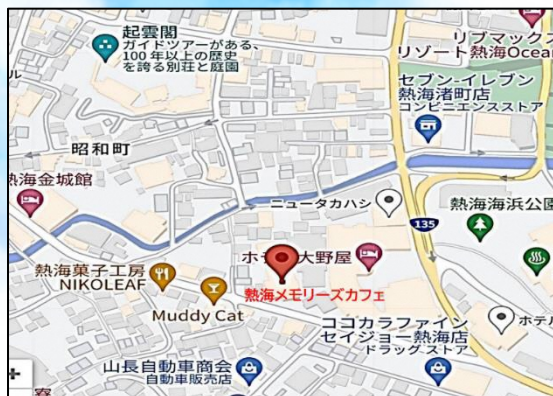 起雲閣
ガイドツアーがある、
100年以上の歴史
を誇る別荘と庭園
リブマックス
リゾート熱海Ocean
セブン-イレブン
熱海渚町店
コンビニエンスストア
昭和町
熱海金城館
ニュータカハシ
熱海海浜公園
135
大野屋
熱海メモリーズカフェ
熱海菓子工房
NIKOLEAF
Muddy Cat
ココカラファイン
セイジョー熱海店
ドラッグストア
ホテル
山長自動車商会
自動車販売店
+